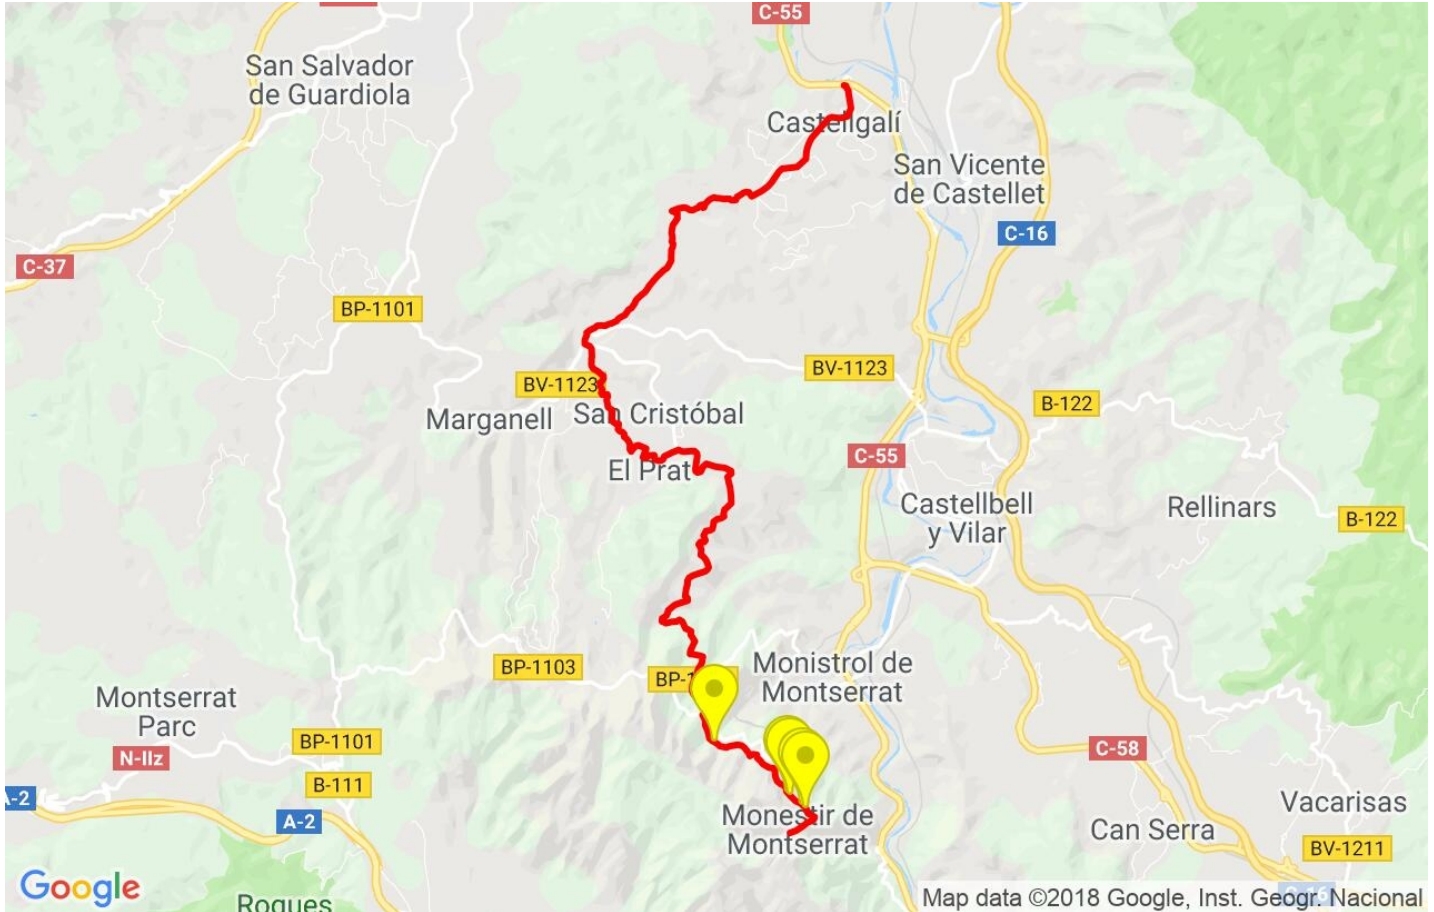 C-55
San Salvador
de Guardiola
Castellgalí
San Vicente
de Castellet
C-16
C-37
BP-1101
BV-1123
BV-1123
B-122
Marganell
San Cristóbal
C-55
El Prat
Castellbell
y Vilar
Rellinars
B-122
BP-1103
Monistrol de
Montserrat
Montserrat
Parc
BP-1101
N-IIz
C-58
B-111
A-2
A-2
Monestir de
Montserrat
Vacarisas
Can Serra
BV-1211
Google
Roques
C-16
Map data ©2018 Google, Inst. Geogr. Nacional